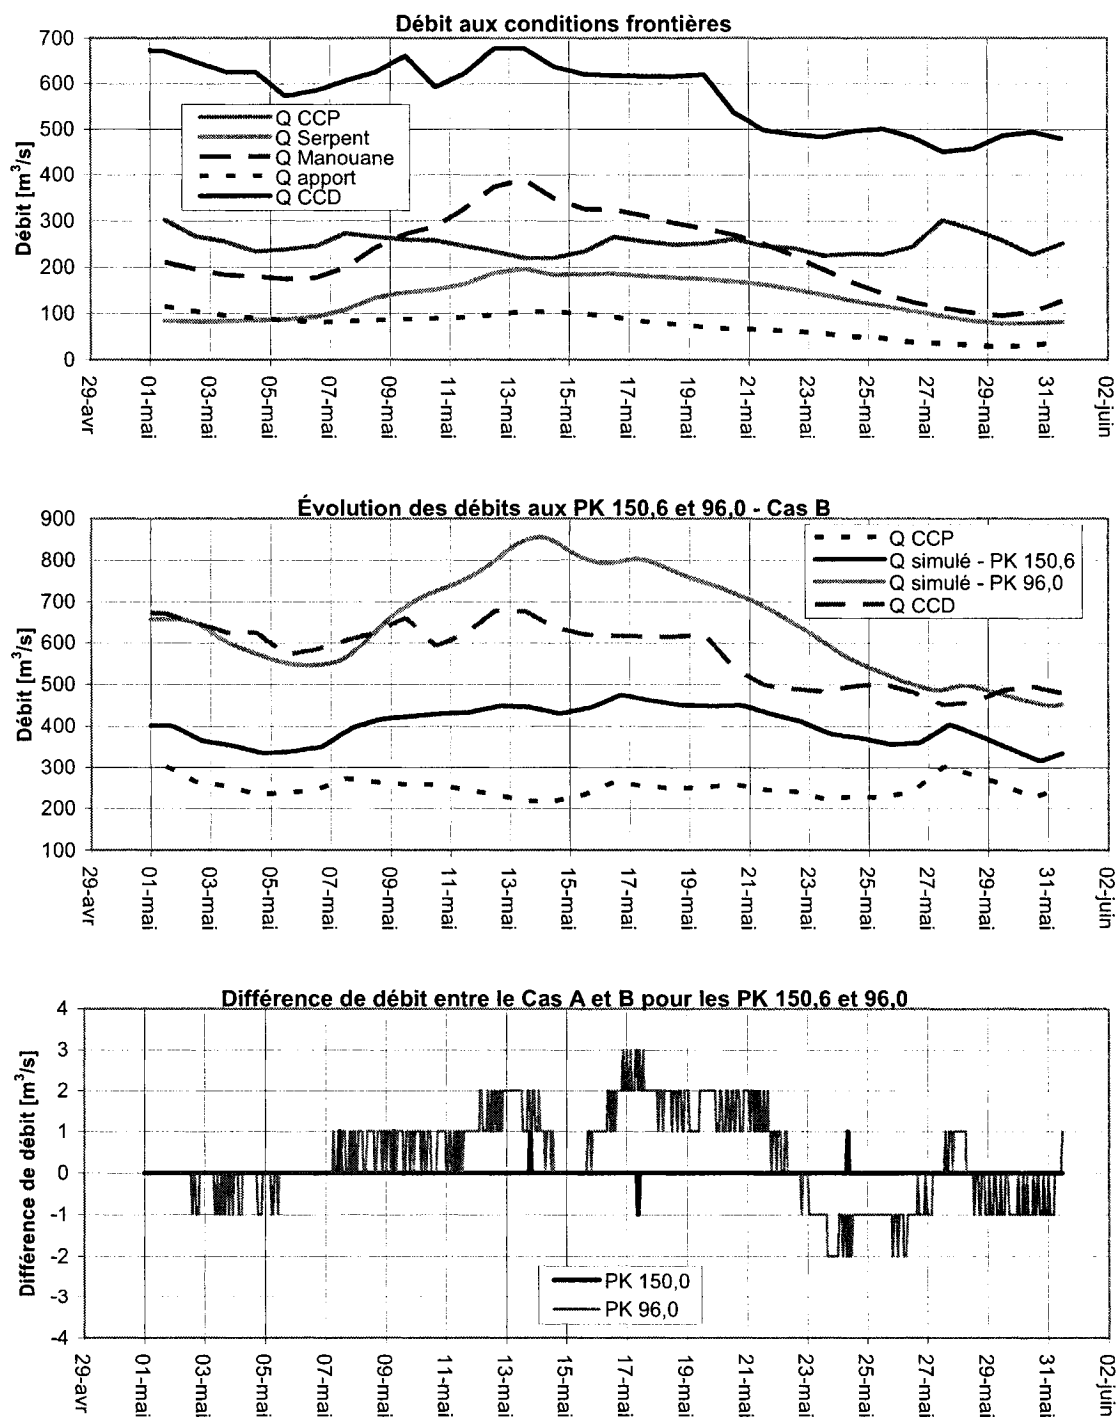 Débit aux conditions frontières
Débit [m³/s]
700
600
500
400
300
200
100
0
Q CCP
Q Serpent
Q Manouane
Q apport
Q CCD
29-avr
01-mai
03-mai
05-mai
07-mai
09-mai
11-mai
13-mai
15-mai
17-mai
19-mai
21-mai
23-mai
25-mai
27-mai
29-mai
31-mai
02-juin
Évolution des débits aux PK 150,6 et 96,0 - Cas B
Débit [m³/s]
900
800
700
600
500
400
300
200
100
Q CCP
Q simulé - PK 150,6
Q simulé - PK 96,0
Q CCD
29-avr
01-mai
03-mai
05-mai
07-mai
09-mai
11-mai
13-mai
15-mai
17-mai
19-mai
21-mai
23-mai
25-mai
27-mai
29-mai
31-mai
02-juin
Différence de débit entre le Cas A et B pour les PK 150,6 et 96,0
Différence de débit [m³/s]
4
3
2
1
0
-1
-2
-3
-4
PK 150,0
PK 96,0
29-avr
01-mai
03-mai
05-mai
07-mai
09-mai
11-mai
13-mai
15-mai
17-mai
19-mai
21-mai
23-mai
25-mai
27-mai
29-mai
31-mai
02-juin